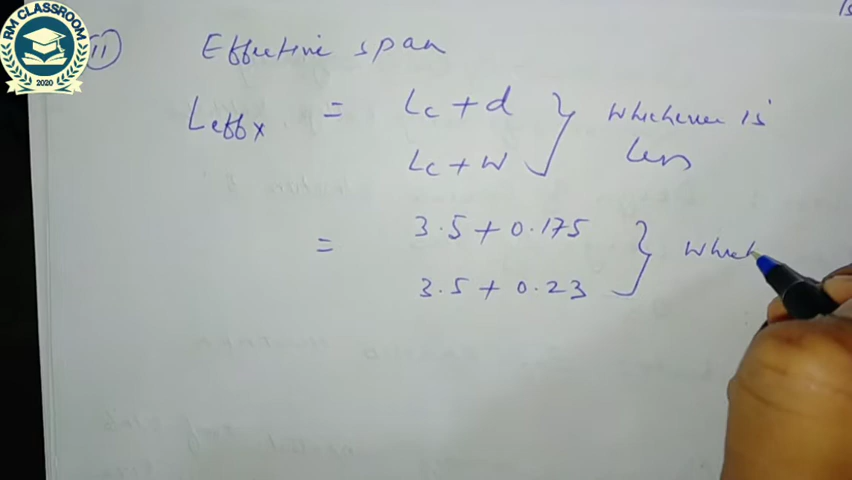 RM CLASSROOM
2020
11 Effective span
Leffx = Lc + d } whichever is
Lc + W less
= 3.5 + 0.175 } which
3.5 + 0.23